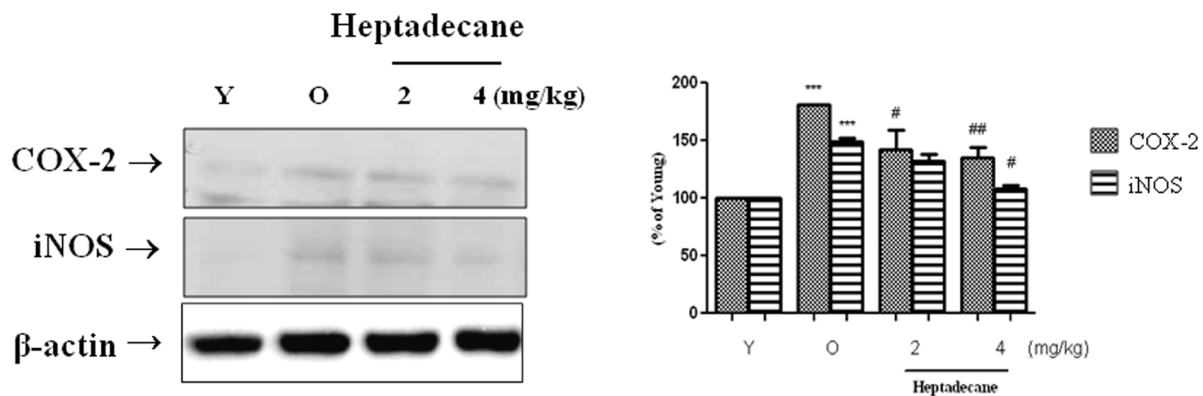 Heptadecane
Y O 2 4 (mg/kg)
COX-2 →
iNOS →
β-actin →
(% of Young)
200
150
100
50
0
*** *** # ## #
Y O 2 4 (mg/kg)
Heptadecane
COX-2
iNOS